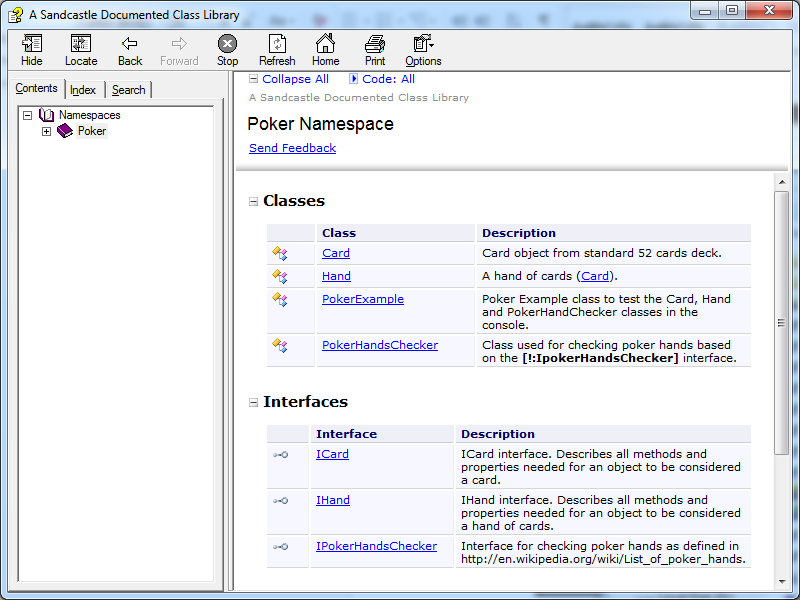 A Sandcastle Documented Class Library
Hide Locate Back Forward Stop Refresh Home Print Options
Contents Index Search
Namespaces
Poker
Collapse All Code: All
A Sandcastle Documented Class Library
Poker Namespace
Send Feedback
Classes
Class Description
Card Card object from standard 52 cards deck.
Hand A hand of cards (Card).
PokerExample Poker Example class to test the Card, Hand
and PokerHandChecker classes in the
console.
PokerHandsChecker Class used for checking poker hands based
on the [!:IpokerHandsChecker] interface.
Interfaces
Interface Description
ICard ICard interface. Describes all methods and
properties needed for an object to be considered
a card.
IHand IHand interface. Describes all methods and
properties needed for an object to be considered
a hand of cards.
IPokerHandsChecker Interface for checking poker hands as defined in
http://en.wikipedia.org/wiki/List_of_poker_hands.